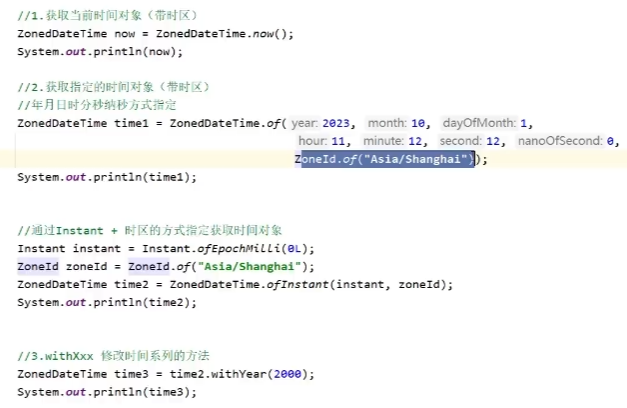 //1.获取当前时间对象（带时区）
ZonedDateTime now = ZonedDateTime.now();
System.out.println(now);
//2.获取指定的时间对象（带时区）
//年月日时分秒纳秒方式指定
ZonedDateTime time1 = ZonedDateTime.of( year: 2023, month: 10, dayOfMonth: 1,
hour: 11, minute: 12, second: 12, nanoOfSecond: 0,
ZoneId.of("Asia/Shanghai"));
System.out.println(time1);
//通过Instant + 时区的方式指定获取时间对象
Instant instant = Instant.ofEpochMilli(0L);
ZoneId zoneId = ZoneId.of("Asia/Shanghai");
ZonedDateTime time2 = ZonedDateTime.ofInstant(instant, zoneId);
System.out.println(time2);
//3.withXxx 修改时间系列的方法
ZonedDateTime time3 = time2.withYear(2000);
System.out.println(time3);